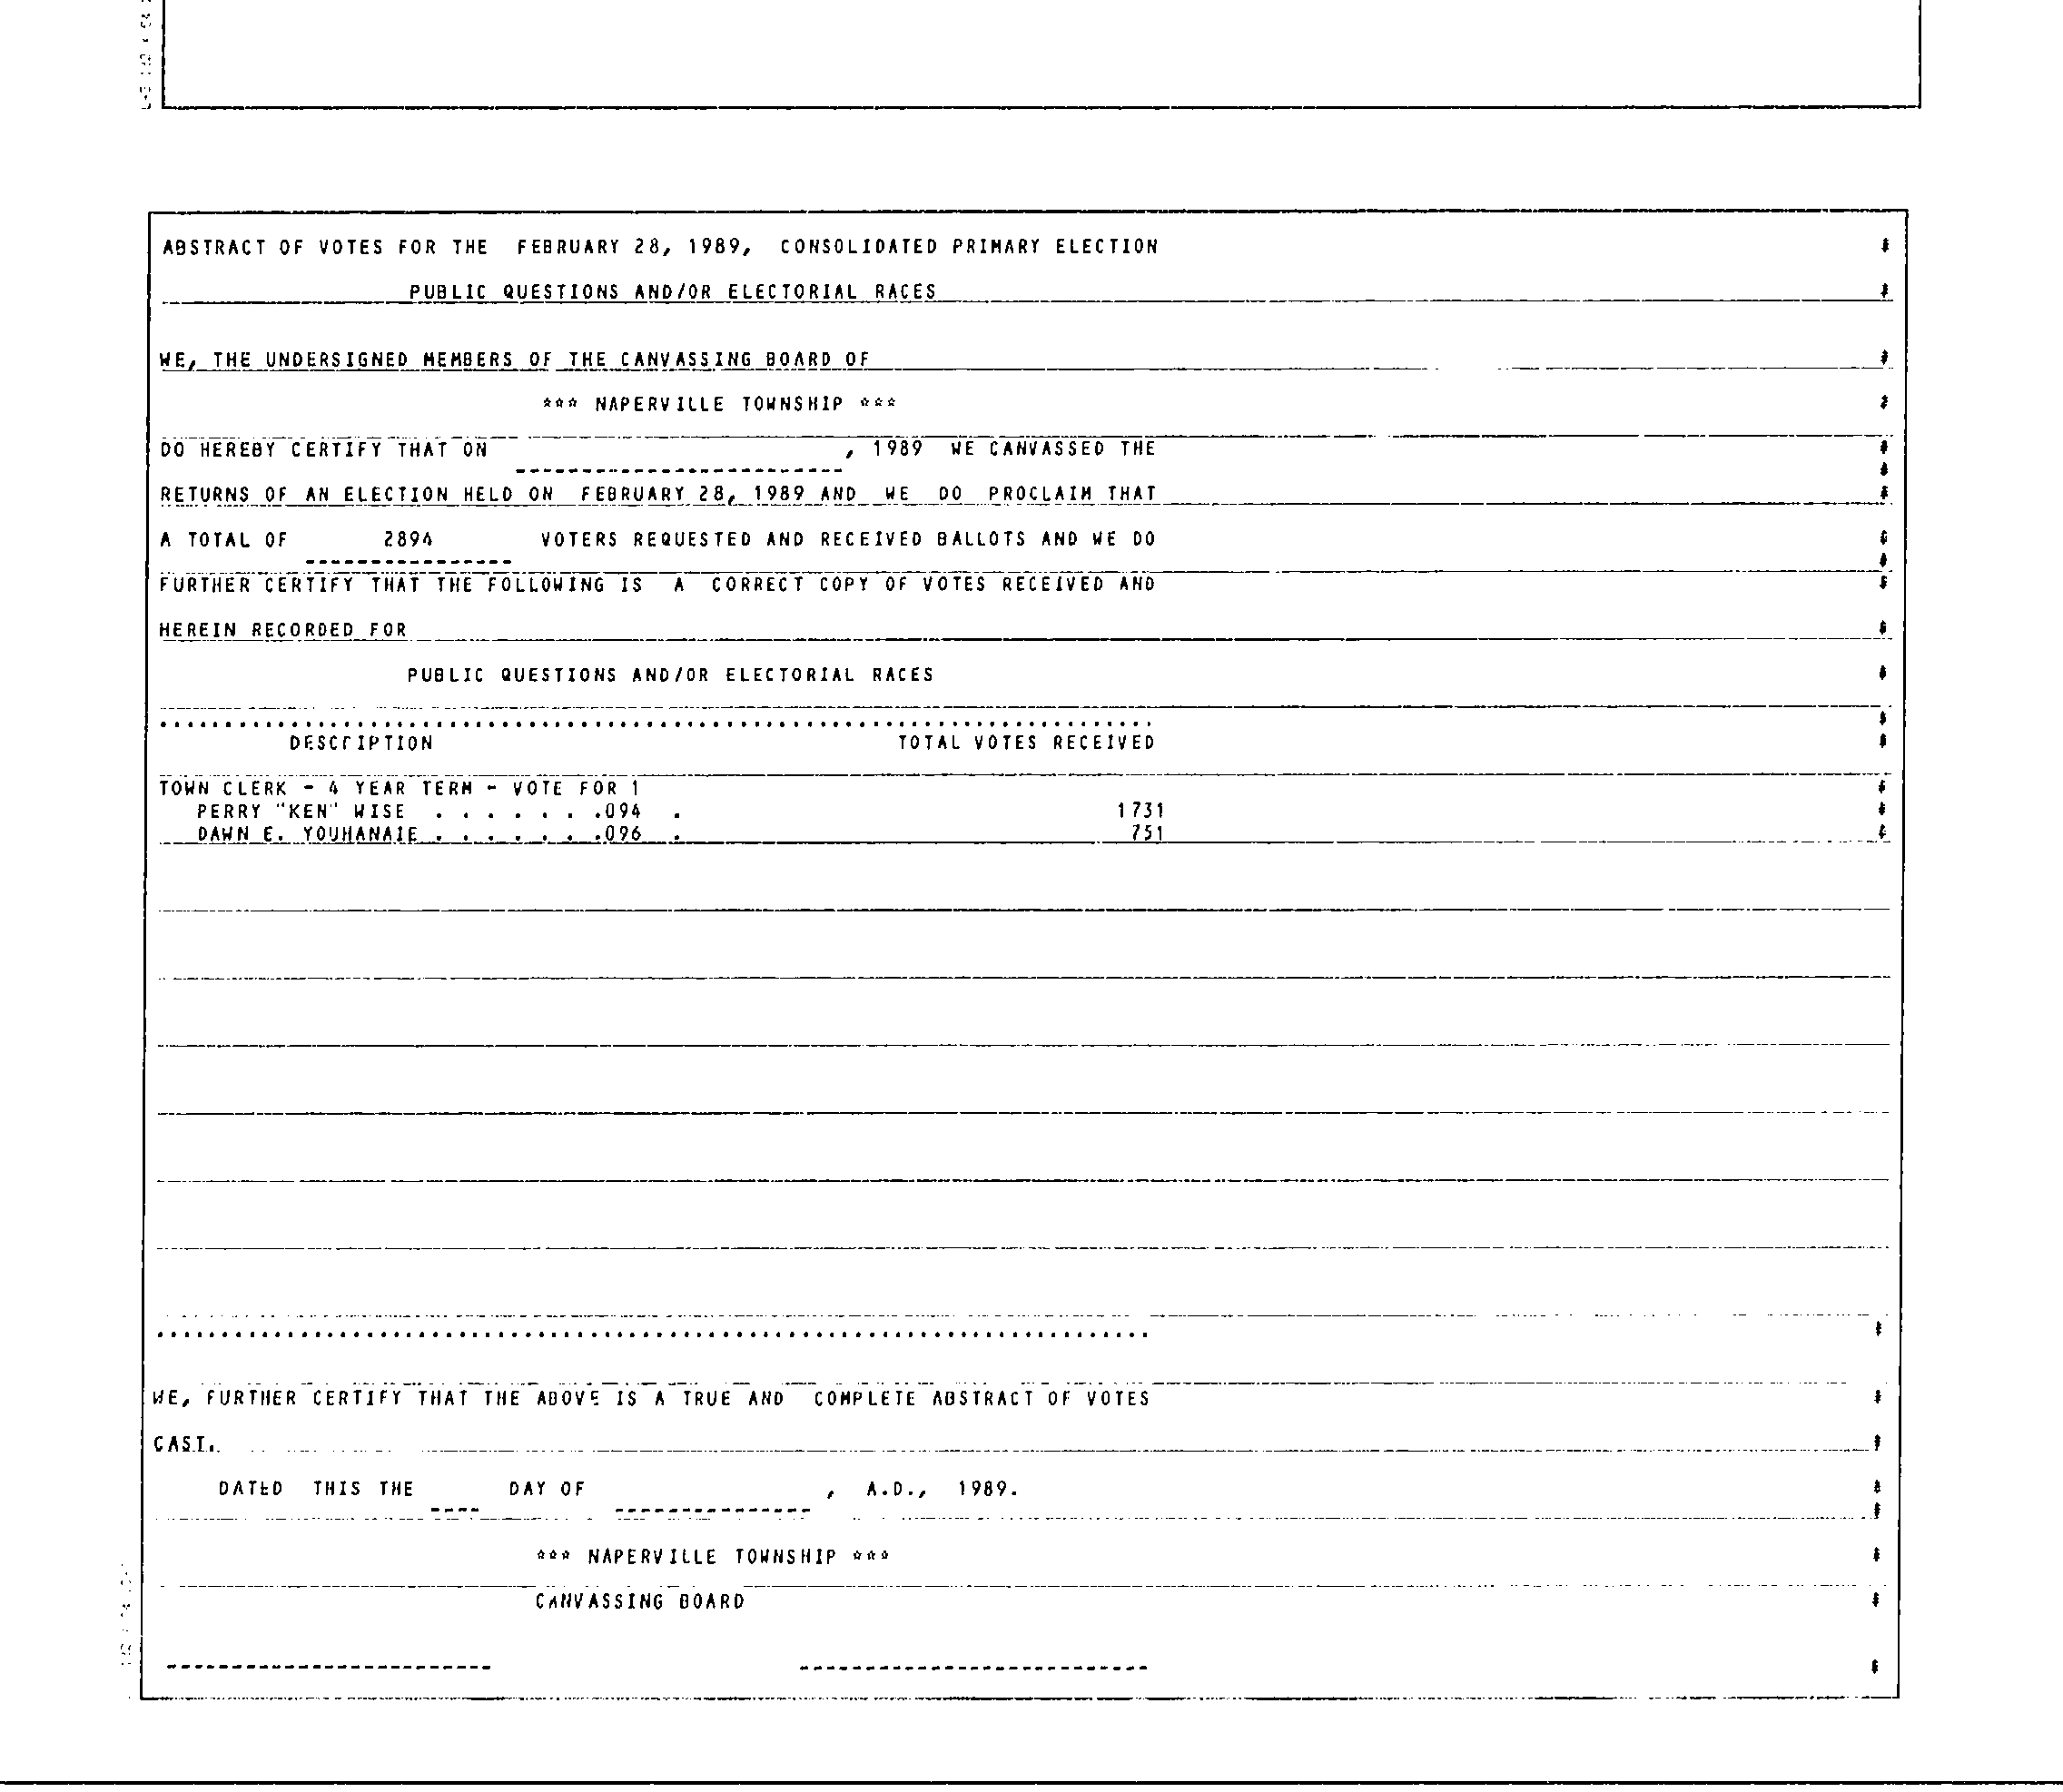 ABSTRACT OF VOTES FOR THE FEBRUARY 28, 1989, CONSOLIDATED PRIMARY ELECTION
PUBLIC QUESTIONS AND/OR ELECTORIAL RACES
WE, THE UNDERSIGNED MEMBERS OF THE CANVASSING BOARD OF
*** NAPERVILLE TOWNSHIP ***
DO HEREBY CERTIFY THAT ON , 1989 WE CANVASSED THE
-------------------------
RETURNS OF AN ELECTION HELD ON FEBRUARY 28, 1989 AND WE DO PROCLAIM THAT
A TOTAL OF 2894 VOTERS REQUESTED AND RECEIVED BALLOTS AND WE DO
----------------
FURTHER CERTIFY THAT THE FOLLOWING IS A CORRECT COPY OF VOTES RECEIVED AND
HEREIN RECORDED FOR
PUBLIC QUESTIONS AND/OR ELECTORIAL RACES
DESCRIPTION TOTAL VOTES RECEIVED
TOWN CLERK - 4 YEAR TERM - VOTE FOR 1
PERRY "KEN" WISE . . . . . . .094 . 1731
DAWN E. YOUHANAIE . . . . . . .096 . 751
WE, FURTHER CERTIFY THAT THE ABOVE IS A TRUE AND COMPLETE ABSTRACT OF VOTES
CAST.
DATED THIS THE ---- DAY OF --------------- , A.D., 1989.
*** NAPERVILLE TOWNSHIP ***
CANVASSING BOARD